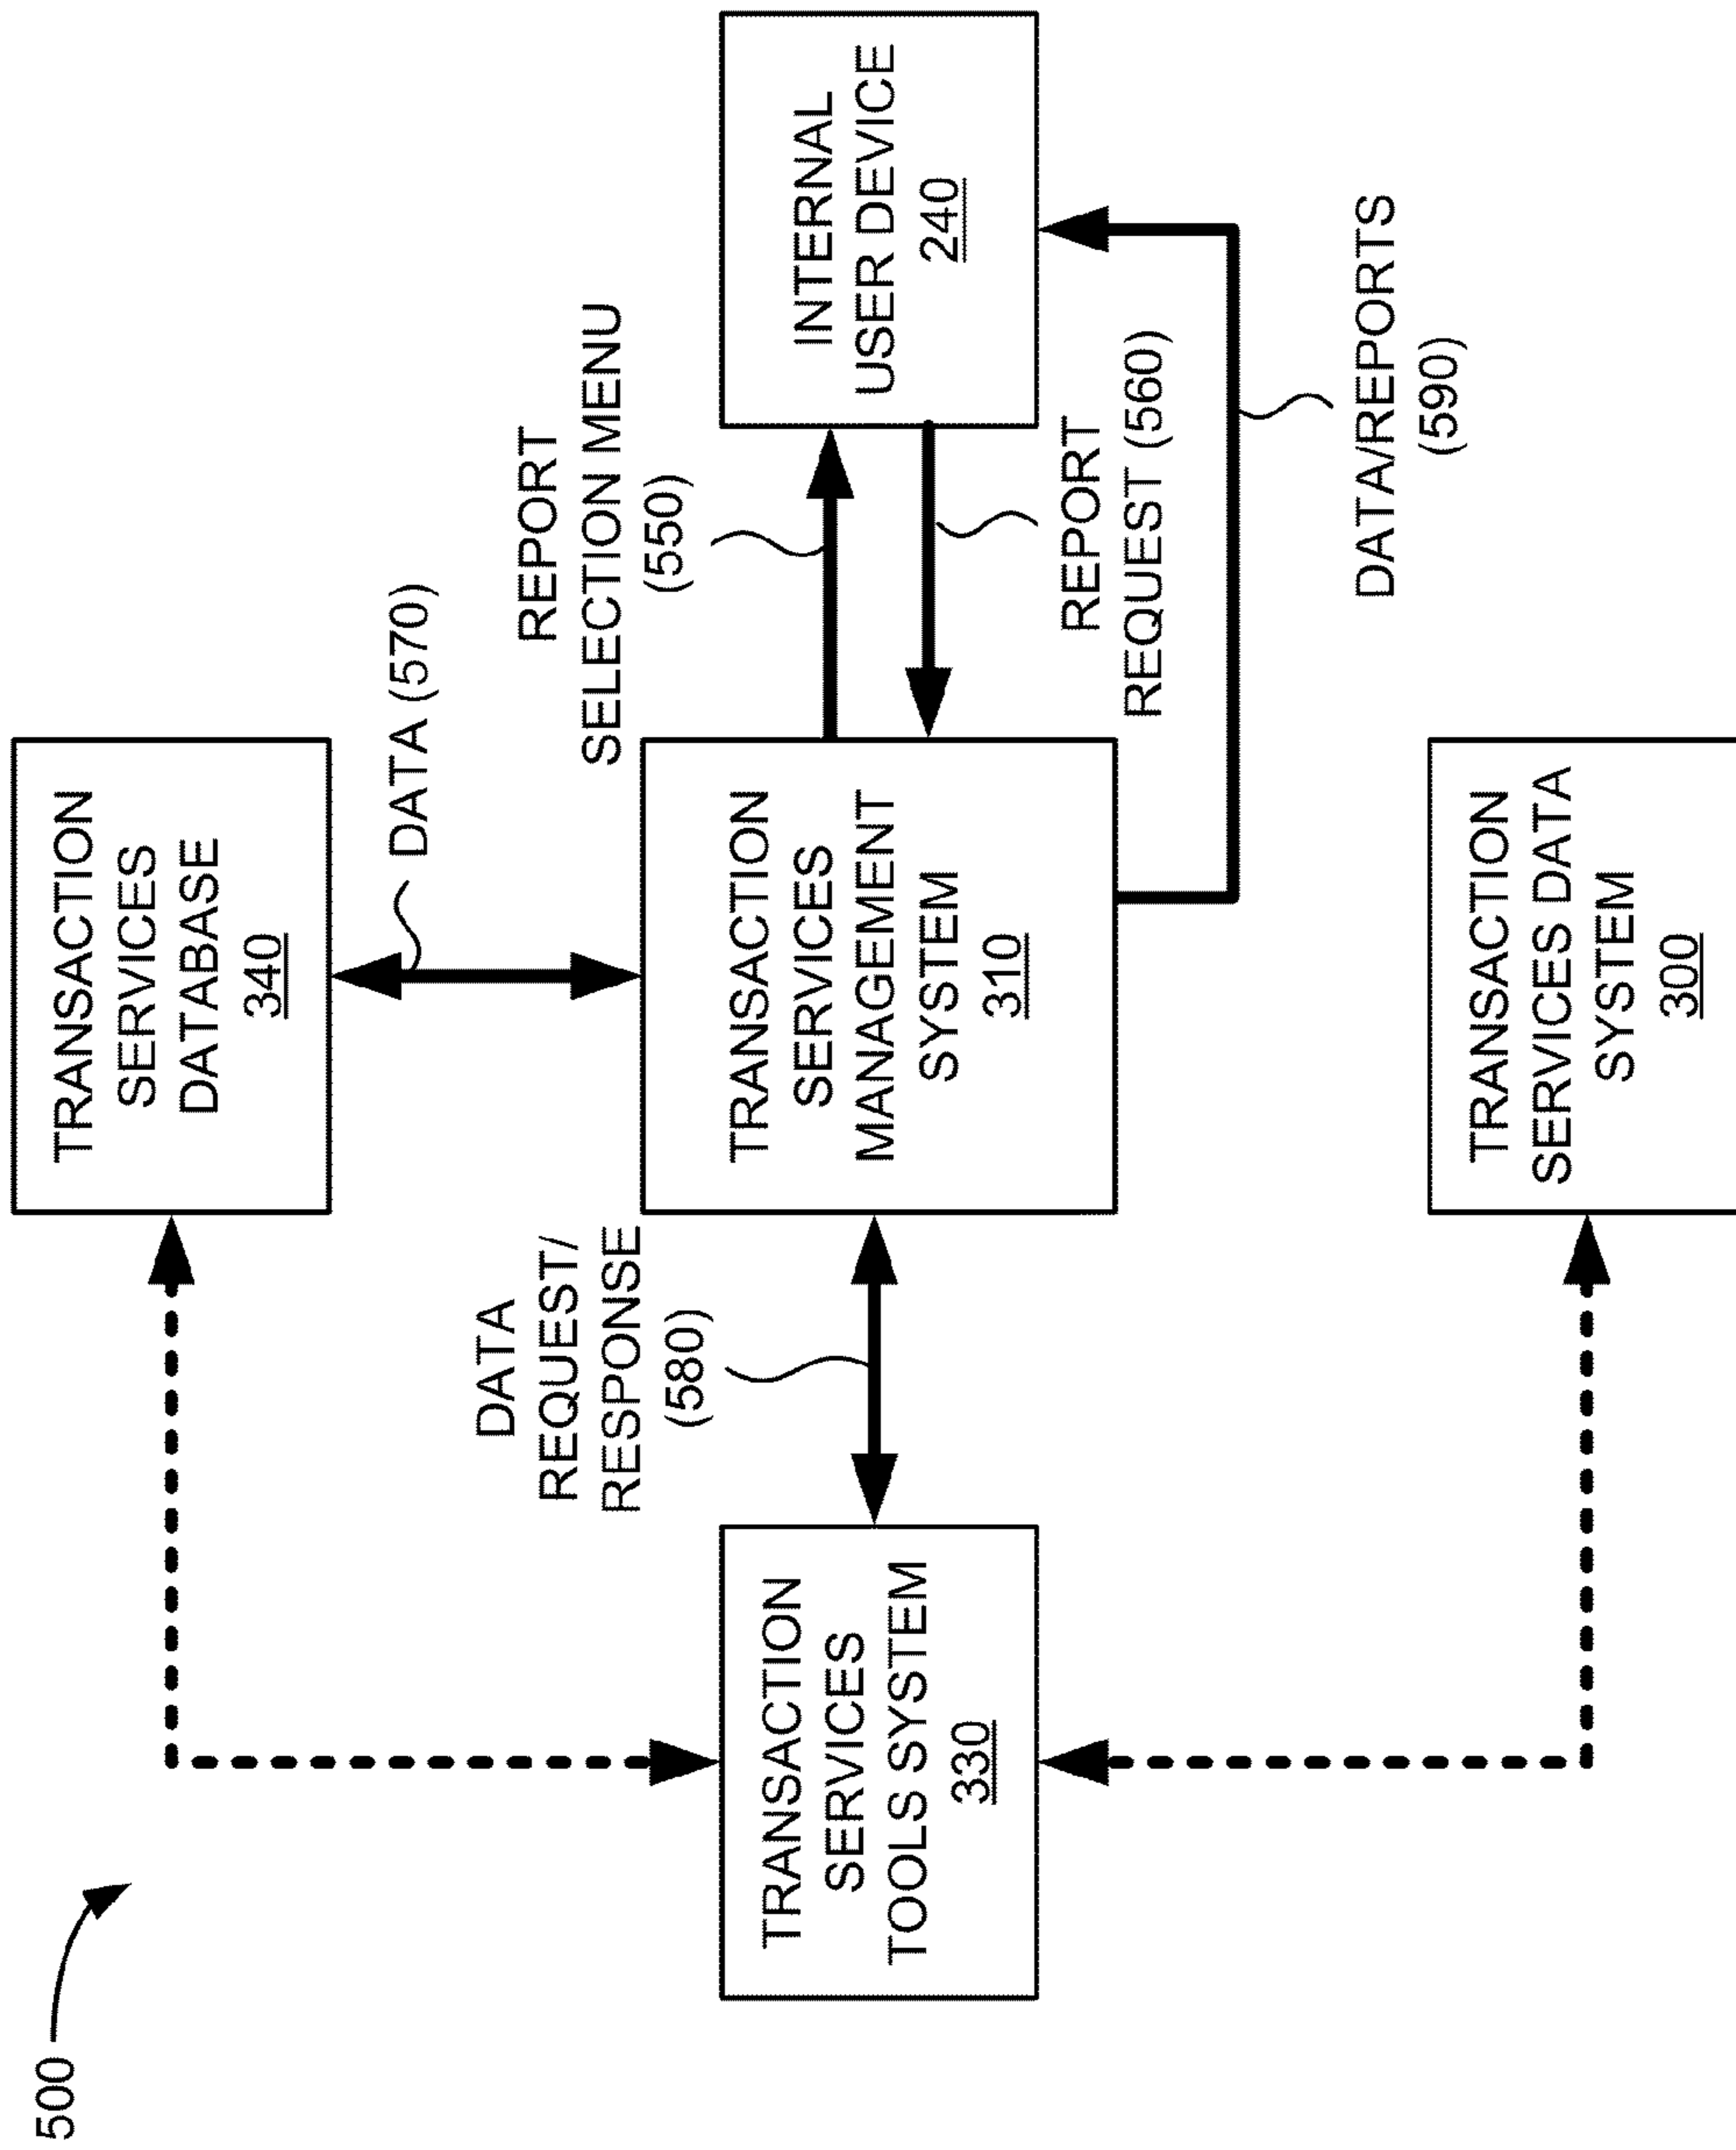 500
TRANSACTION
SERVICES
DATABASE
340
DATA (570)
DATA
REQUEST/
RESPONSE
(580)
REPORT
SELECTION MENU
(550)
TRANSACTION
SERVICES
TOOLS SYSTEM
330
TRANSACTION
SERVICES
MANAGEMENT
SYSTEM
310
INTERNAL
USER DEVICE
240
REPORT
REQUEST (560)
DATA/REPORTS
(590)
TRANSACTION
SERVICES DATA
SYSTEM
300